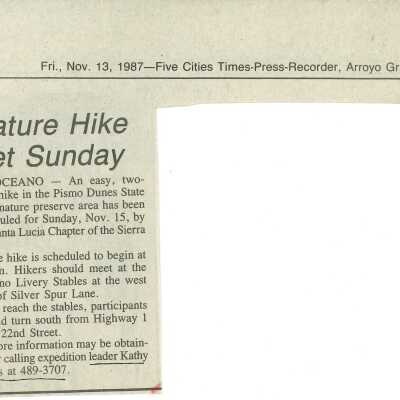 Fri., Nov. 13, 1987—Five Cities Times-Press-Recorder, Arroyo Gr
ature Hike
et Sunday
OCEANO — An easy, two-
hike in the Pismo Dunes State
nature preserve area has been
uled for Sunday, Nov. 15, by
anta Lucia Chapter of the Sierra
e hike is scheduled to begin at
n. Hikers should meet at the
no Livery Stables at the west
of Silver Spur Lane.
reach the stables, participants
d turn south from Highway 1
22nd Street.
ore information may be obtain-
calling expedition leader Kathy
s at 489-3707.